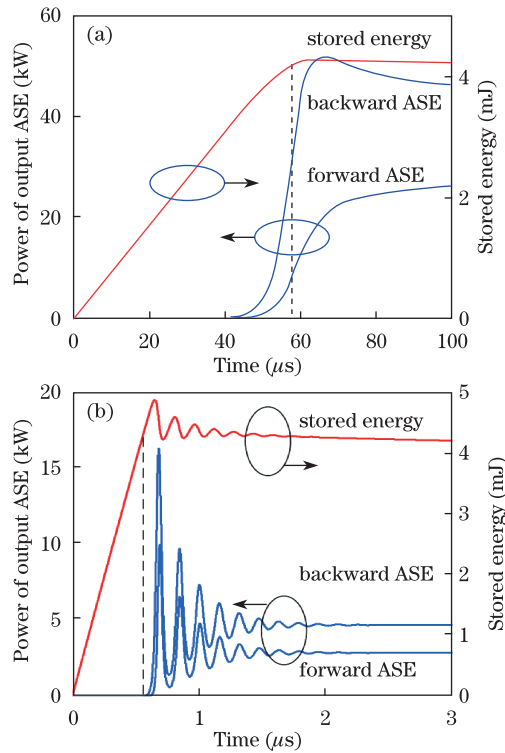 (a)
60
40
20
0
Power of output ASE (kW)
stored energy
backward ASE
forward ASE
4
2
0
Stored energy (mJ)
0 20 40 60 80 100
Time (μs)
(b)
20
15
10
5
0
Power of output ASE (kW)
stored energy
backward ASE
forward ASE
5
4
3
2
1
0
Stored energy (mJ)
0 1 2 3
Time (μs)